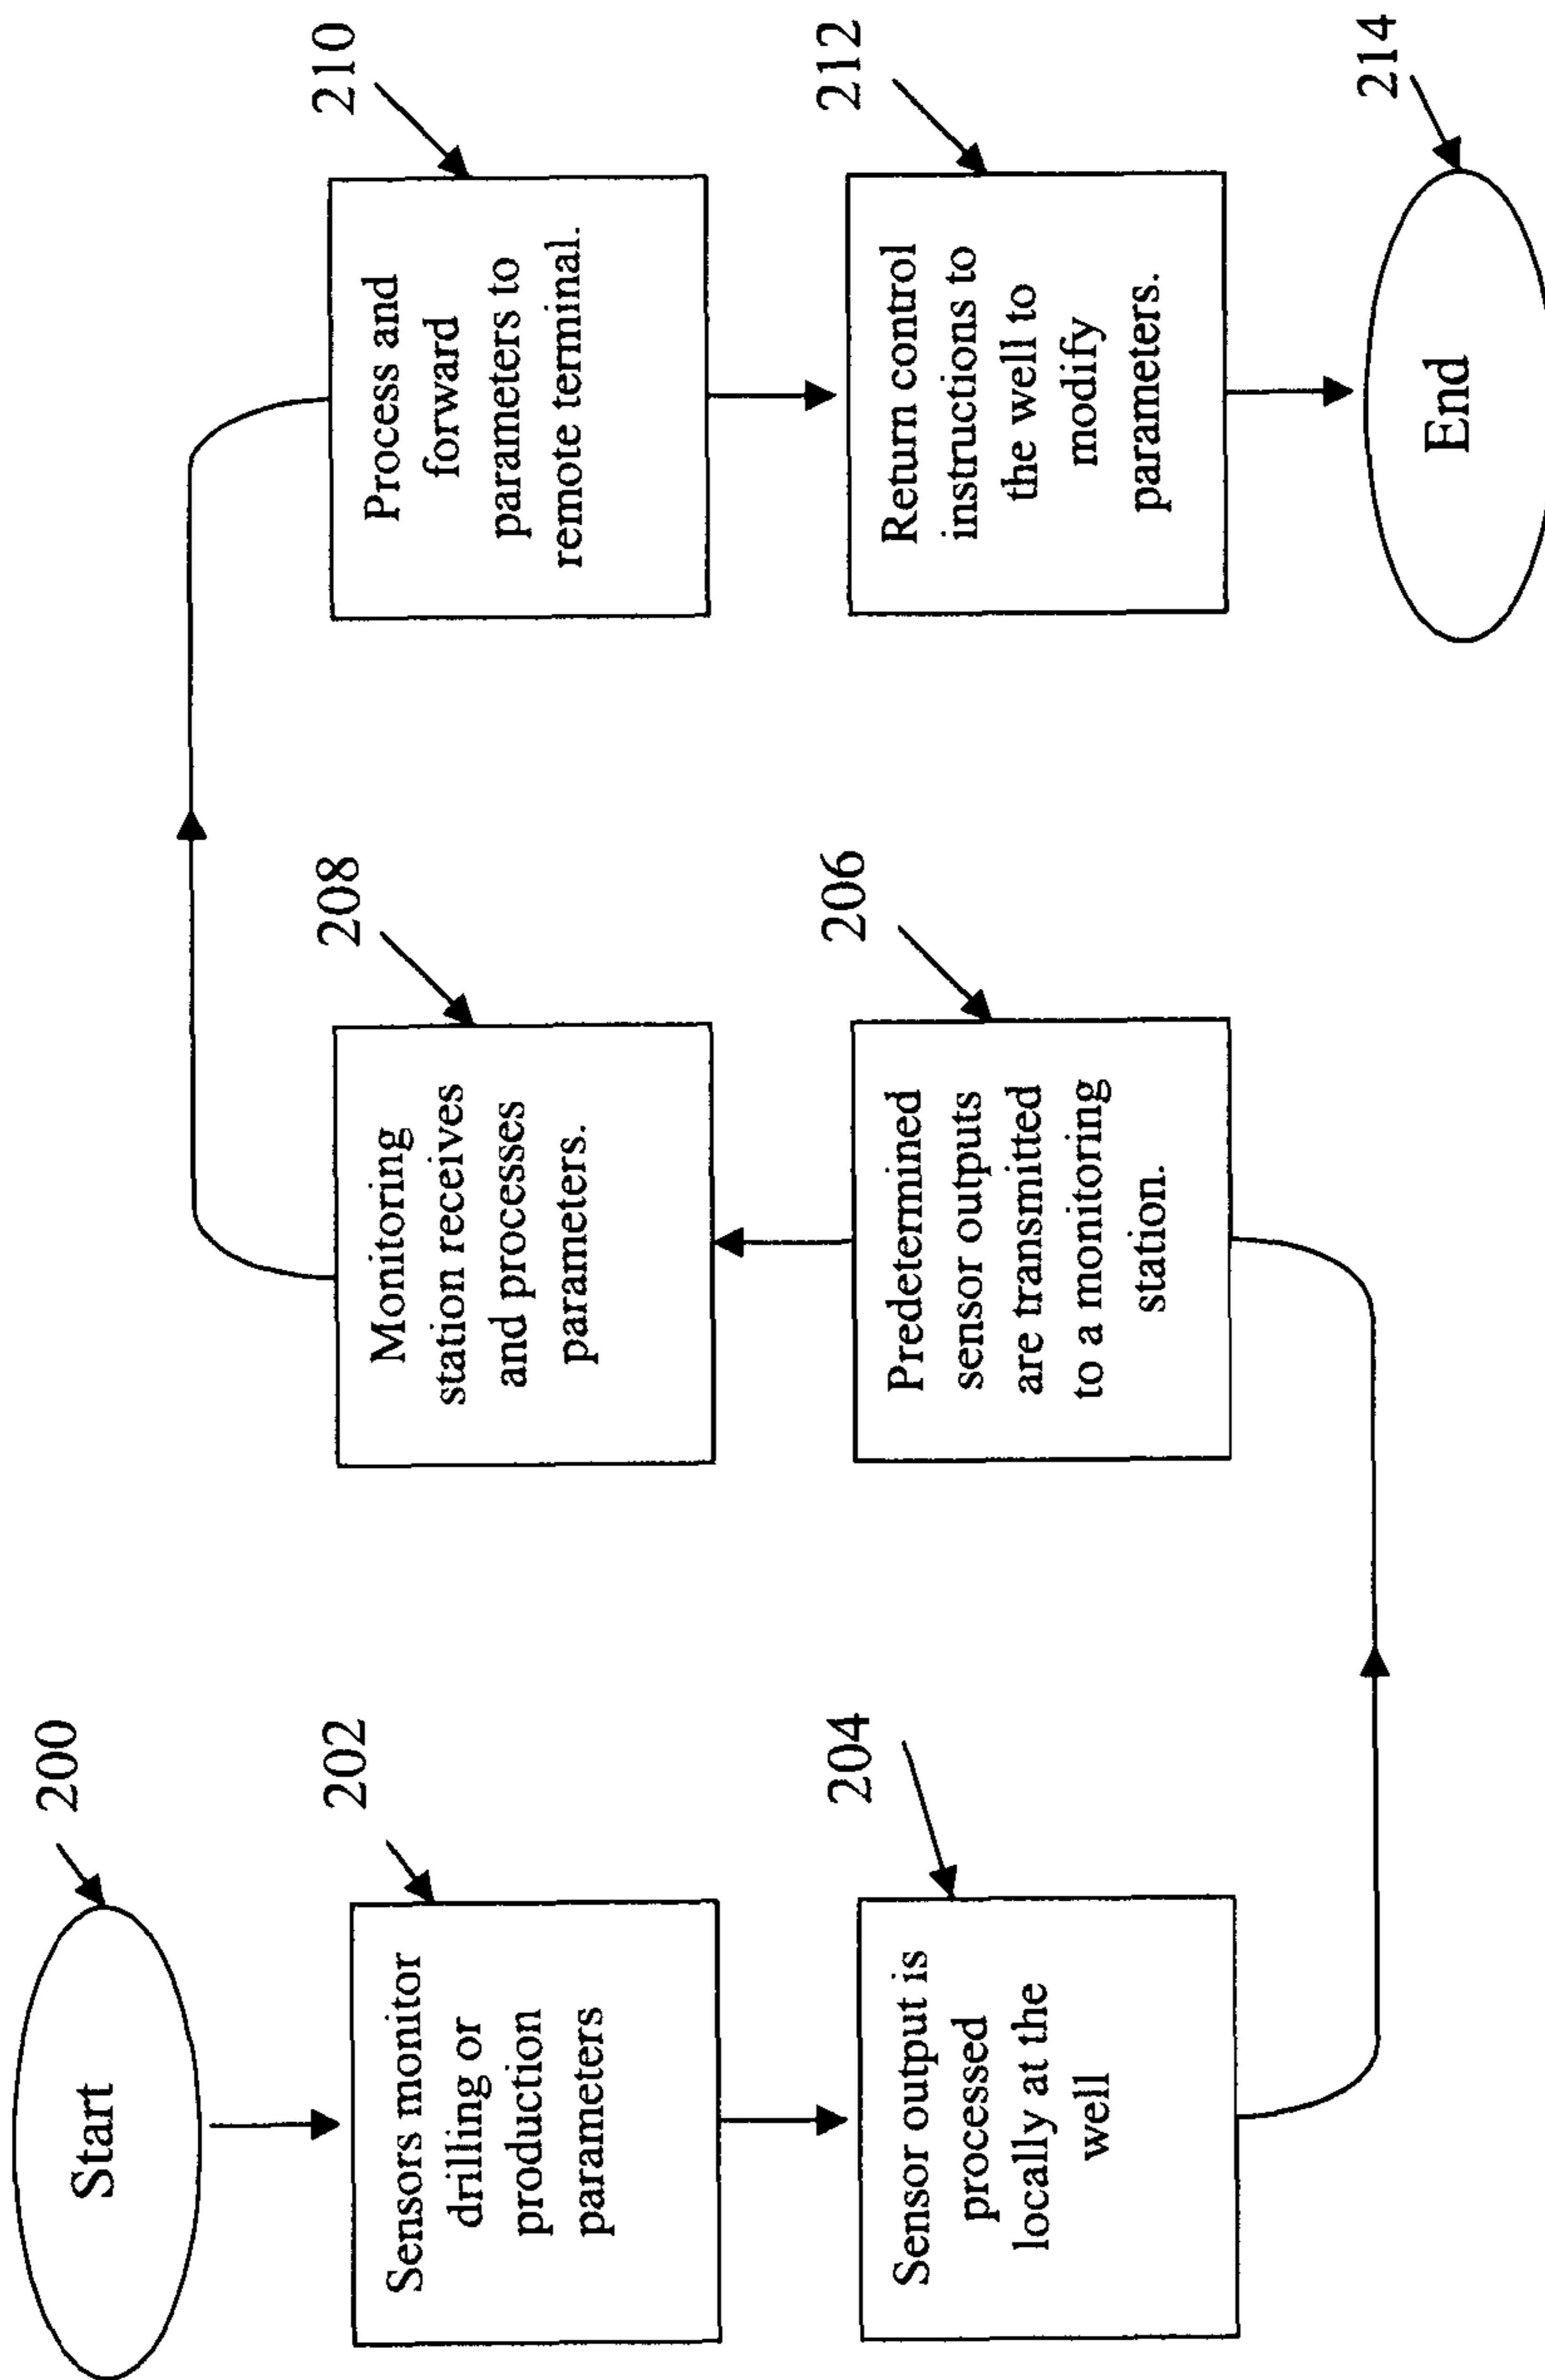 Start
200
Sensors monitor
drilling or
production
parameters
202
Sensor output is
processed
locally at the
well
204
Predetermined
sensor outputs
are transmitted
to a monitoring
station.
206
Monitoring
station receives
and processes
parameters.
208
Process and
forward
parameters to
remote terminal.
210
Return control
instructions to
the well to
modify
parameters.
212
End
214